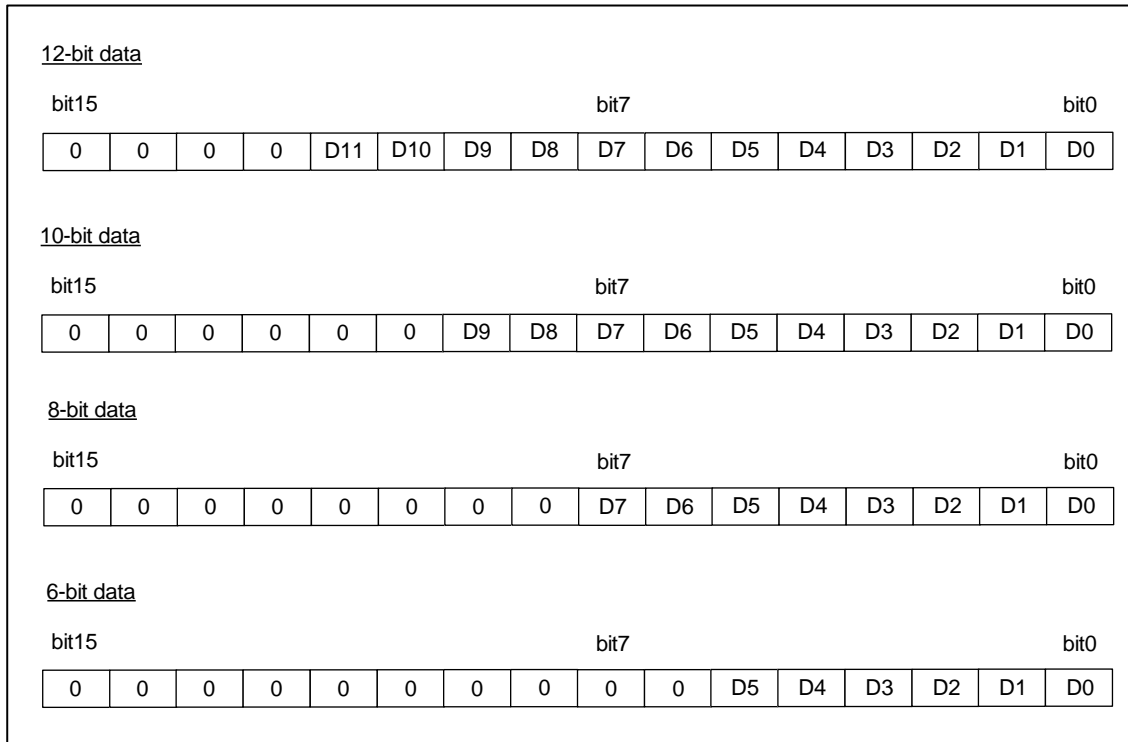 12-bit data
bit15 bit7 bit0
0 0 0 0 D11 D10 D9 D8 D7 D6 D5 D4 D3 D2 D1 D0
10-bit data
bit15 bit7 bit0
0 0 0 0 0 0 D9 D8 D7 D6 D5 D4 D3 D2 D1 D0
8-bit data
bit15 bit7 bit0
0 0 0 0 0 0 0 0 D7 D6 D5 D4 D3 D2 D1 D0
6-bit data
bit15 bit7 bit0
0 0 0 0 0 0 0 0 0 0 D5 D4 D3 D2 D1 D0